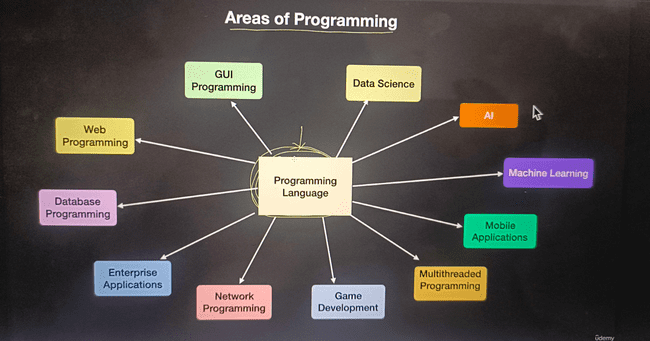 Areas of Programming
GUI
Programming
Data Science
AI
Web
Programming
Programming
Language
Machine Learning
Database
Programming
Mobile
Applications
Enterprise
Applications
Multithreaded
Programming
Network
Programming
Game
Development
ûdemy